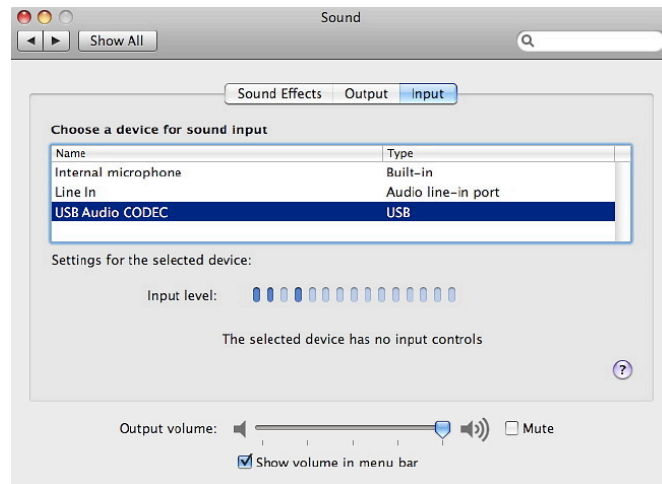 Sound
Show All
Sound Effects Output Input
Choose a device for sound input
Name Type
Internal microphone Built-in
Line In Audio line-in port
USB Audio CODEC USB
Settings for the selected device:
Input level:
The selected device has no input controls
?
Output volume: Mute
Show volume in menu bar